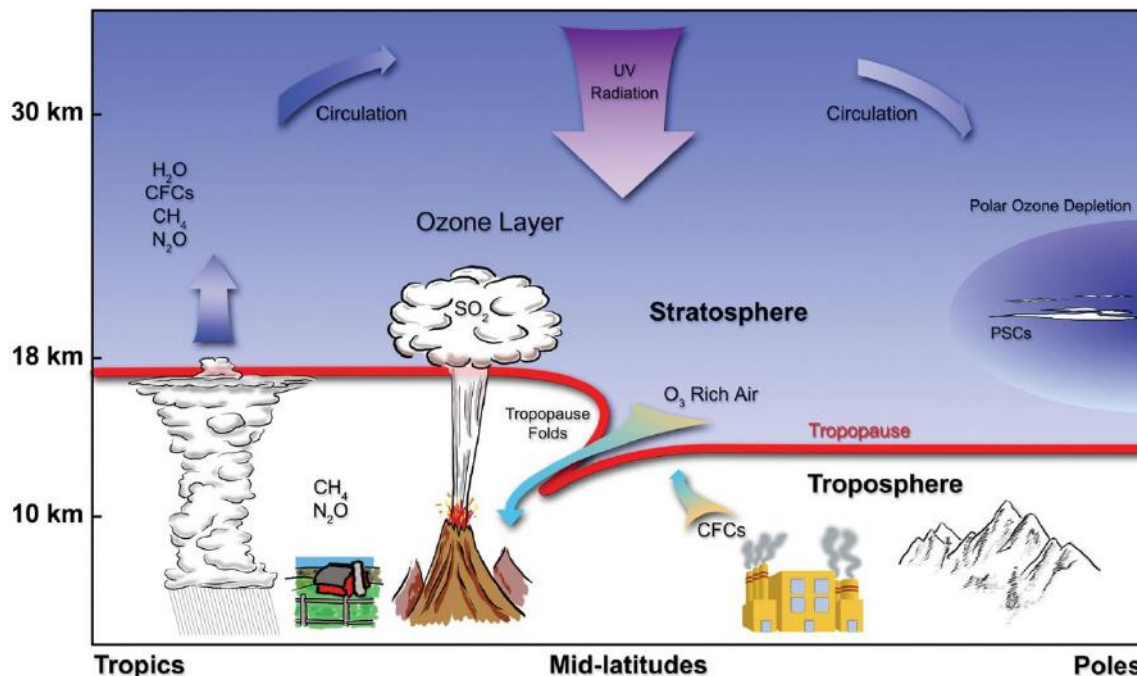 UV
Radiation
30 km
Circulation
Circulation
H₂O
CFCs
CH₄
N₂O
Polar Ozone Depletion
Ozone Layer
SO₂
Stratosphere
PSCs
18 km
O₃ Rich Air
Tropopause
Folds
Tropopause
CH₄
N₂O
Troposphere
10 km
CFCs
Tropics
Mid-latitudes
Poles